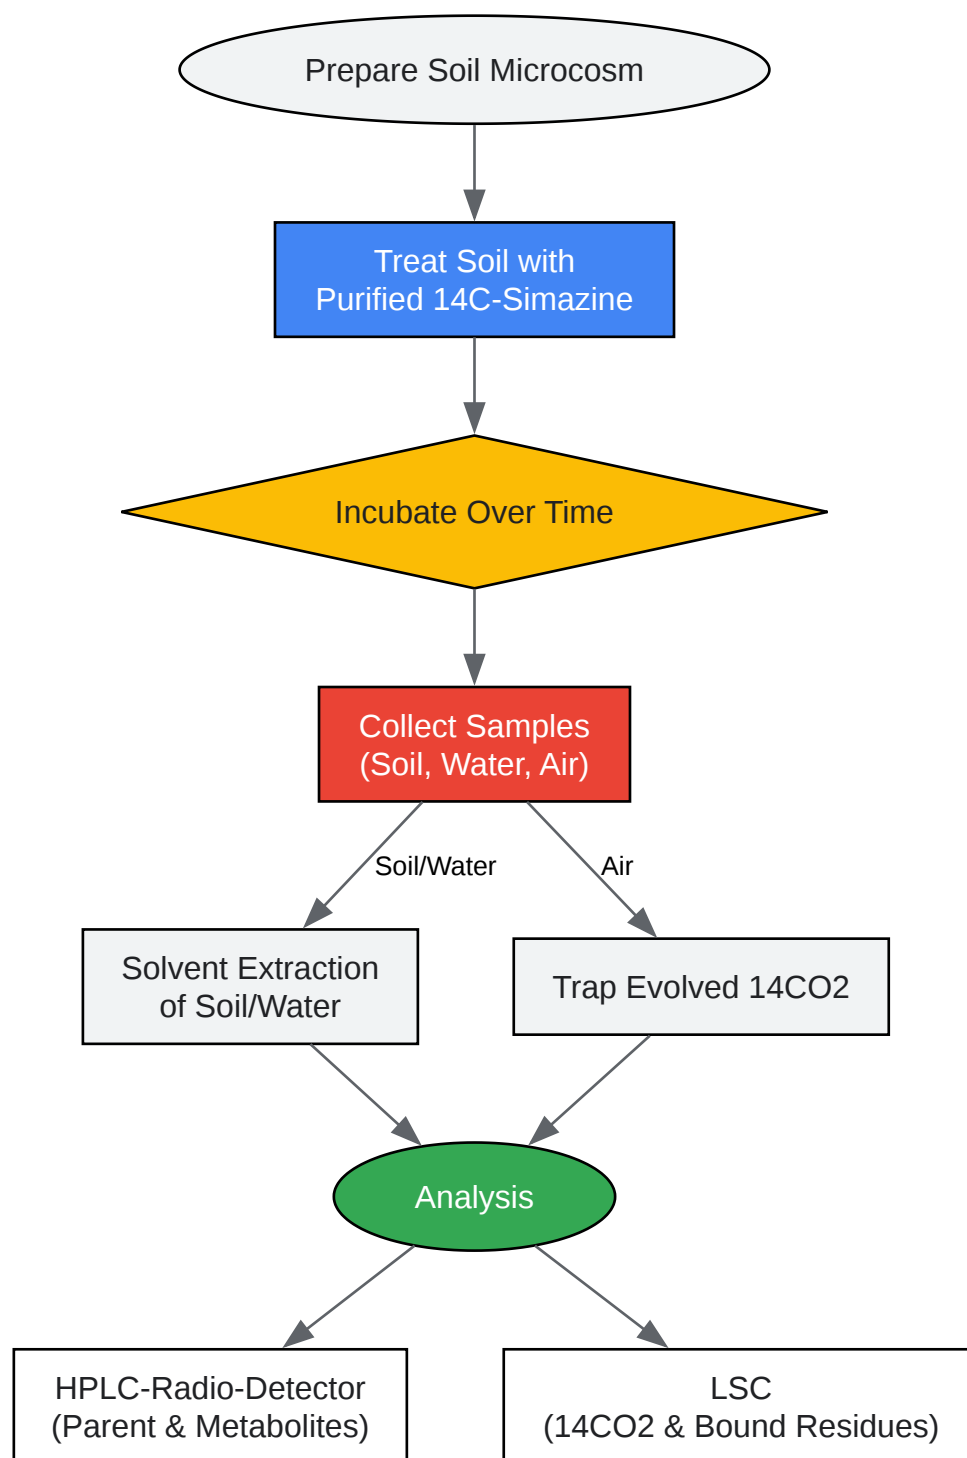 Prepare Soil Microcosm
Treat Soil with
Purified 14C-Simazine
Incubate Over Time
Collect Samples
(Soil, Water, Air)
Soil/Water
Air
Solvent Extraction
of Soil/Water
Trap Evolved 14CO2
Analysis
HPLC-Radio-Detector
(Parent & Metabolites)
LSC
(14CO2 & Bound Residues)